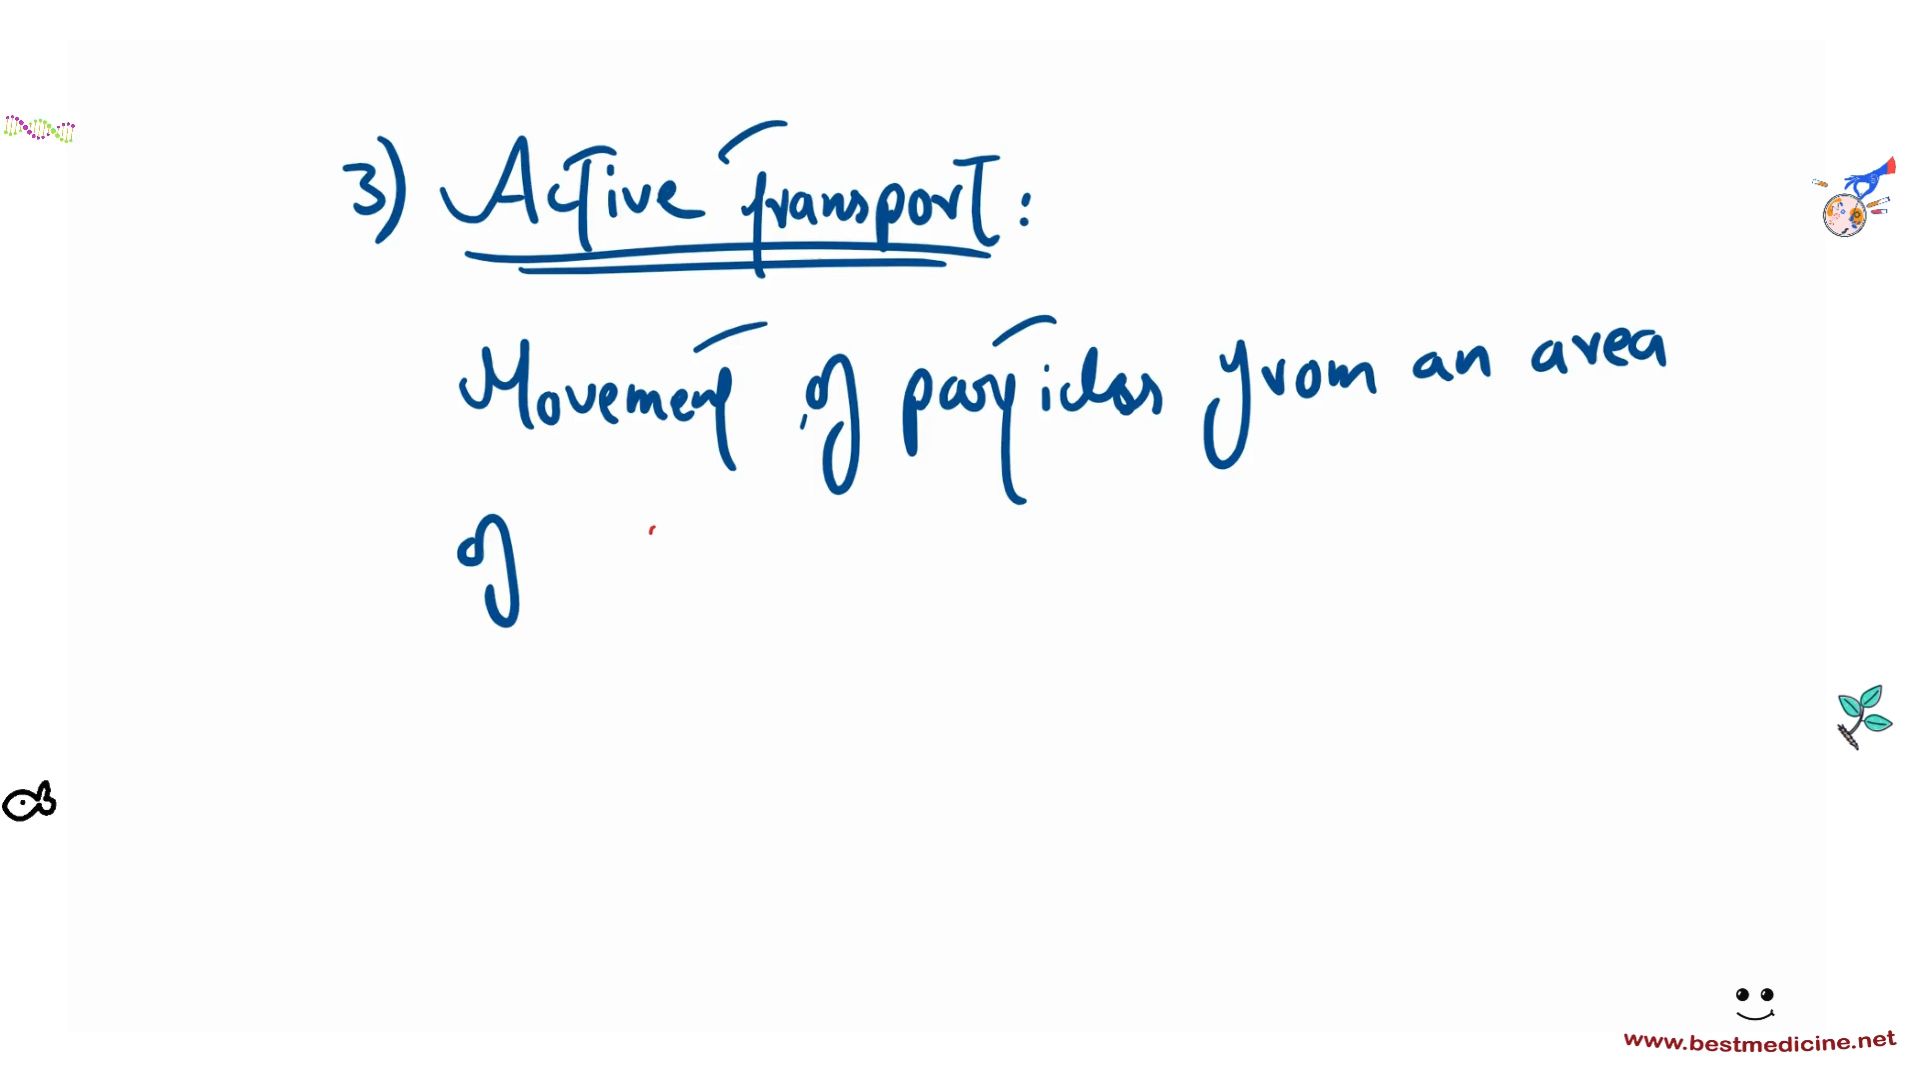 3) Active Transport:
Movement of particles from an area
of
www.bestmedicine.net